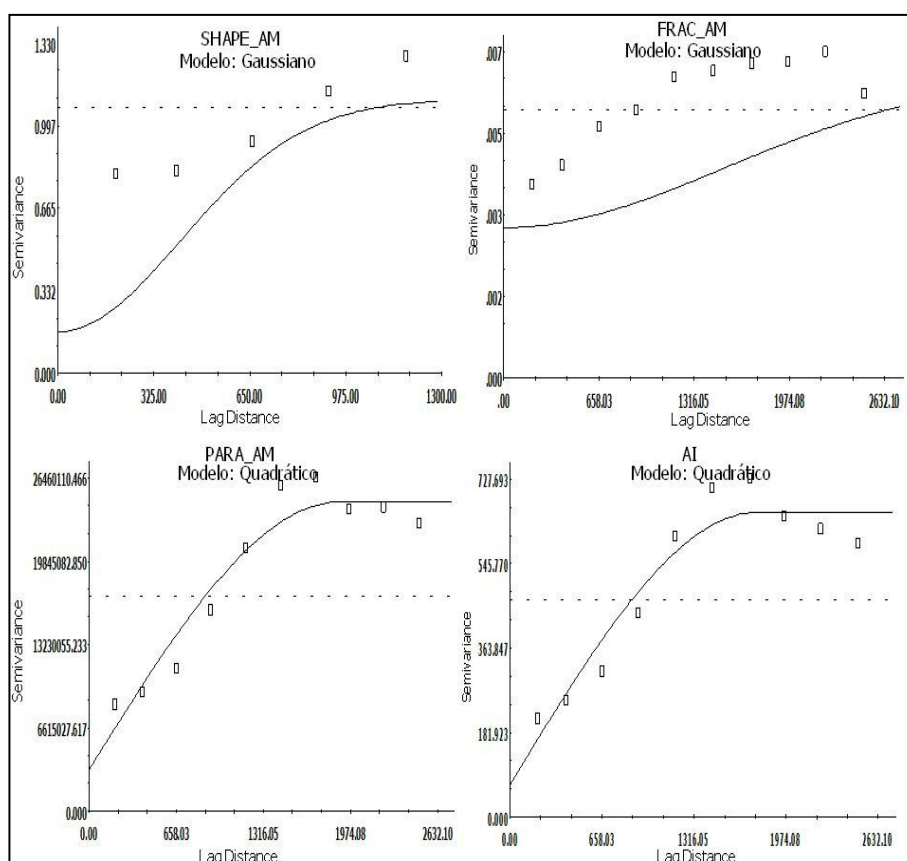 SHAPE_AM
Modelo: Gaussiano
Semivariance
1.330
0.997
0.665
0.332
0.000
0.00 325.00 650.00 975.00 1300.00
Lag Distance
FRAC_AM
Modelo: Gaussiano
Semivariance
.007
.005
.003
.002
.000
.00 658.03 1316.05 1974.08 2632.10
Lag Distance
PARA_AM
Modelo: Quadrático
Semivariance
26460110.466
19845082.850
13230055.233
6615027.617
0.000
0.00 658.03 1316.05 1974.08 2632.10
Lag Distance
AI
Modelo: Quadrático
Semivariance
727.693
545.770
363.847
181.923
0.000
0.00 658.03 1316.05 1974.08 2632.10
Lag Distance